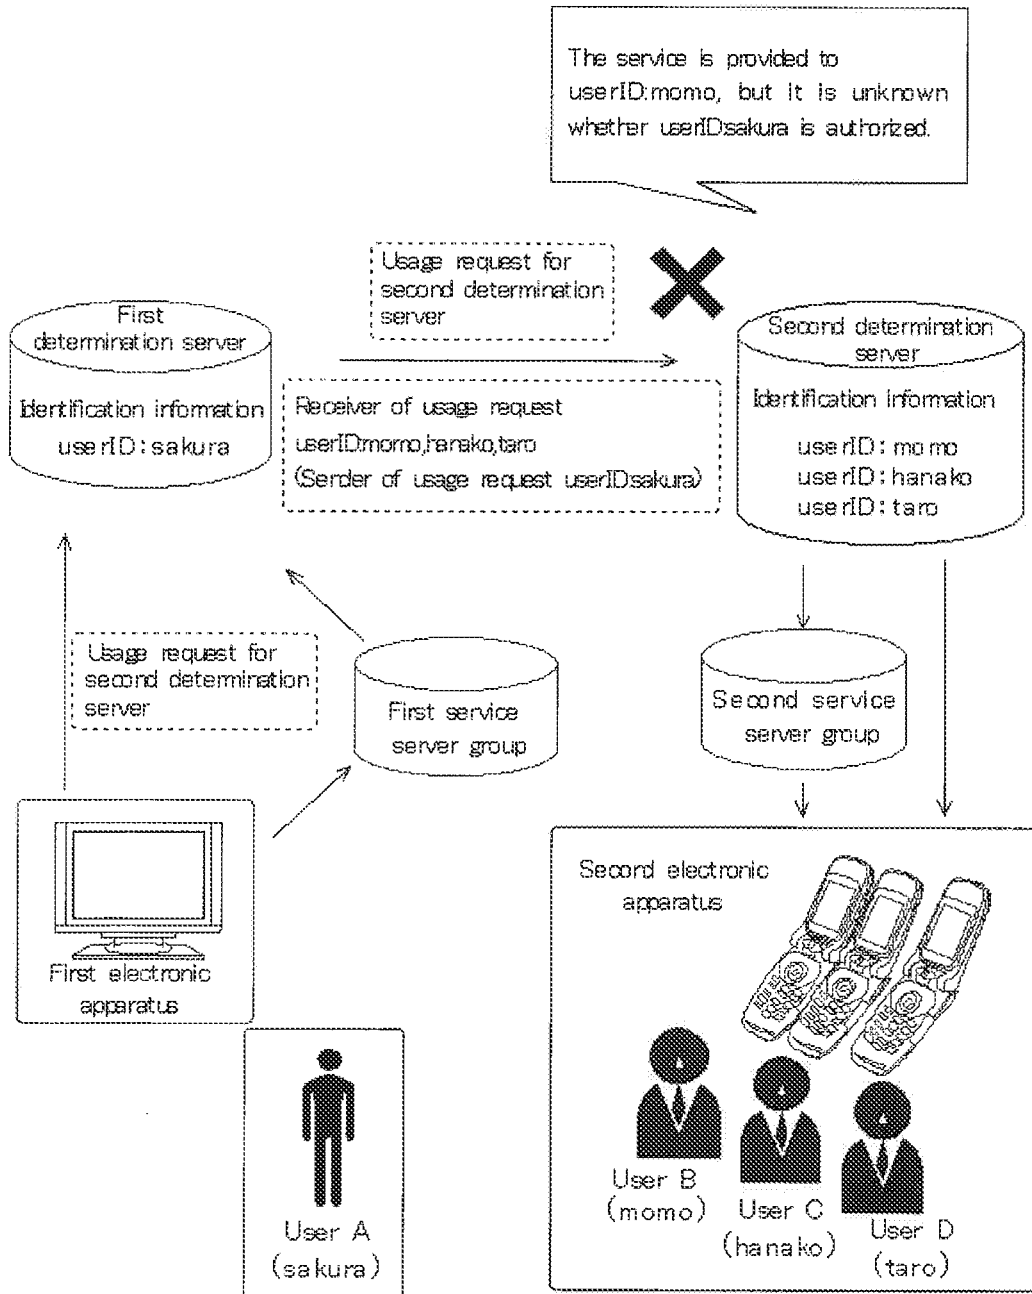 The service is provided to
userID:momo, but it is unknown
whether userID:sakura is authorized.
Usage request for
second determination
server
First
determination server
Identification information
userID:sakura
Second determination
server
Identification information
userID:momo
userID:hanako
userID:taro
Receiver of usage request
userID:momo,hanako,taro
(Sender of usage request userID:sakura)
Usage request for
second determination
server
First service
server group
Second service
server group
First electronic
apparatus
Second electronic
apparatus
User A
(sakura)
User B
(momo)
User C
(hanako)
User D
(taro)